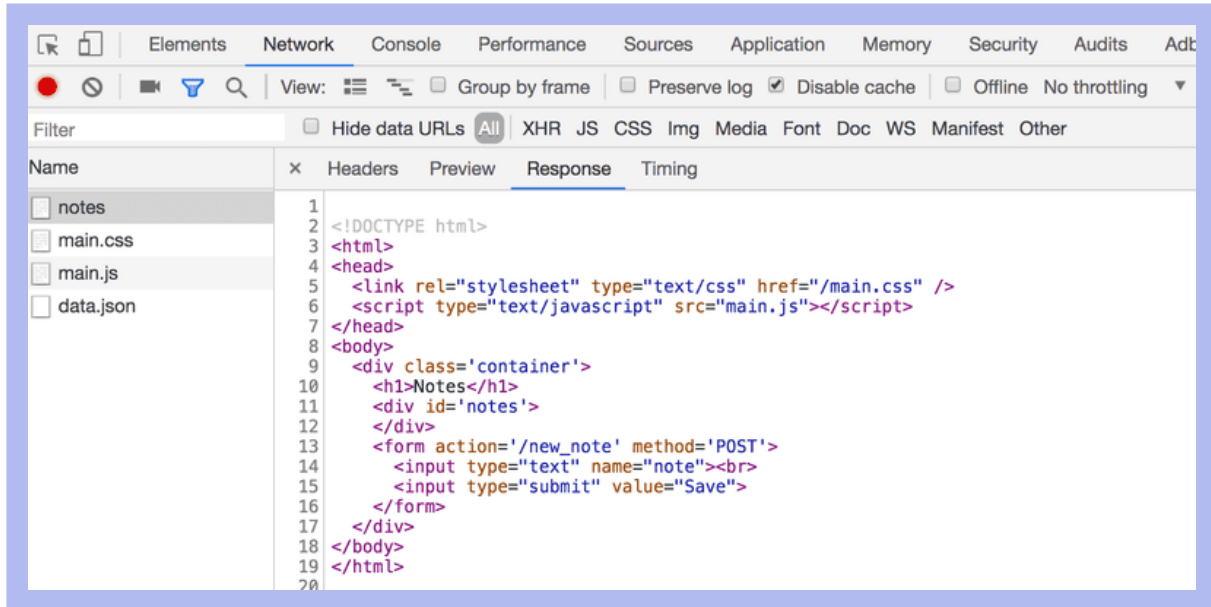 Elements Network Console Performance Sources Application Memory Security Audits Adb
View: Group by frame Preserve log Disable cache Offline No throttling
Filter Hide data URLs All XHR JS CSS Img Media Font Doc WS Manifest Other
Name × Headers Preview Response Timing
notes
main.css
main.js
data.json
1
2 <!DOCTYPE html>
3 <html>
4 <head>
5   <link rel="stylesheet" type="text/css" href="/main.css" />
6   <script type="text/javascript" src="main.js"></script>
7 </head>
8 <body>
9   <div class='container'>
10     <h1>Notes</h1>
11     <div id='notes'>
12     </div>
13     <form action='/new_note' method='POST'>
14       <input type="text" name="note"><br>
15       <input type="submit" value="Save">
16     </form>
17   </div>
18 </body>
19 </html>
20